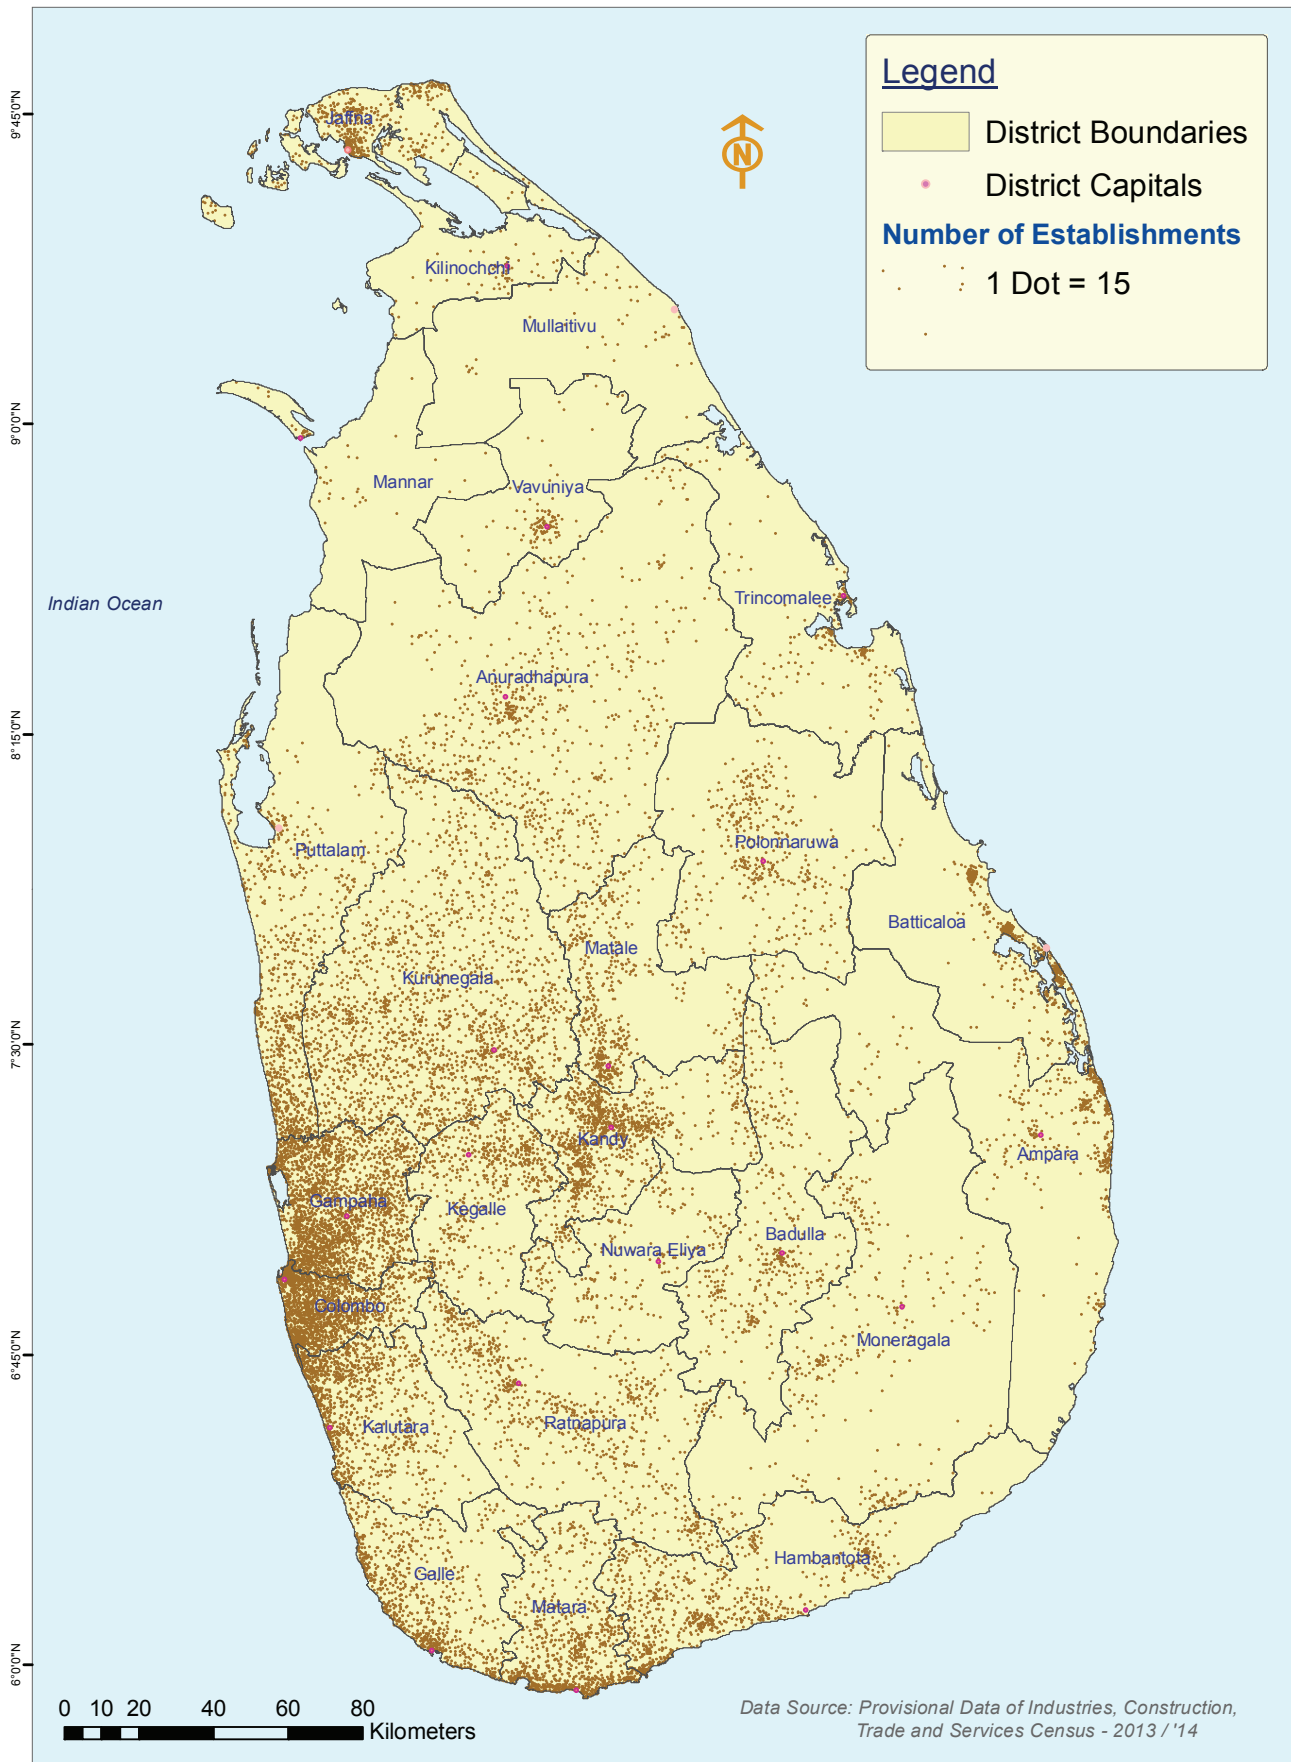 Legend
District Boundaries
District Capitals
Number of Establishments
1 Dot = 15
9°45'0"N
9°0'0"N
8°15'0"N
7°30'0"N
6°45'0"N
6°0'0"N
Jaffna
Kilinochchi
Mullaitivu
Mannar
Vavuniya
Indian Ocean
Trincomalee
Anuradhapura
Puttalam
Polonnaruwa
Batticaloa
Matale
Kurunegala
Kandy
Ampara
Gampaha
Kegalle
Nuwara Eliya
Badulla
Colombo
Moneragala
Kalutara
Ratnapura
Hambantota
Galle
Matara
0 10 20 40 60 80
Kilometers
Data Source: Provisional Data of Industries, Construction,
Trade and Services Census - 2013 / '14
N